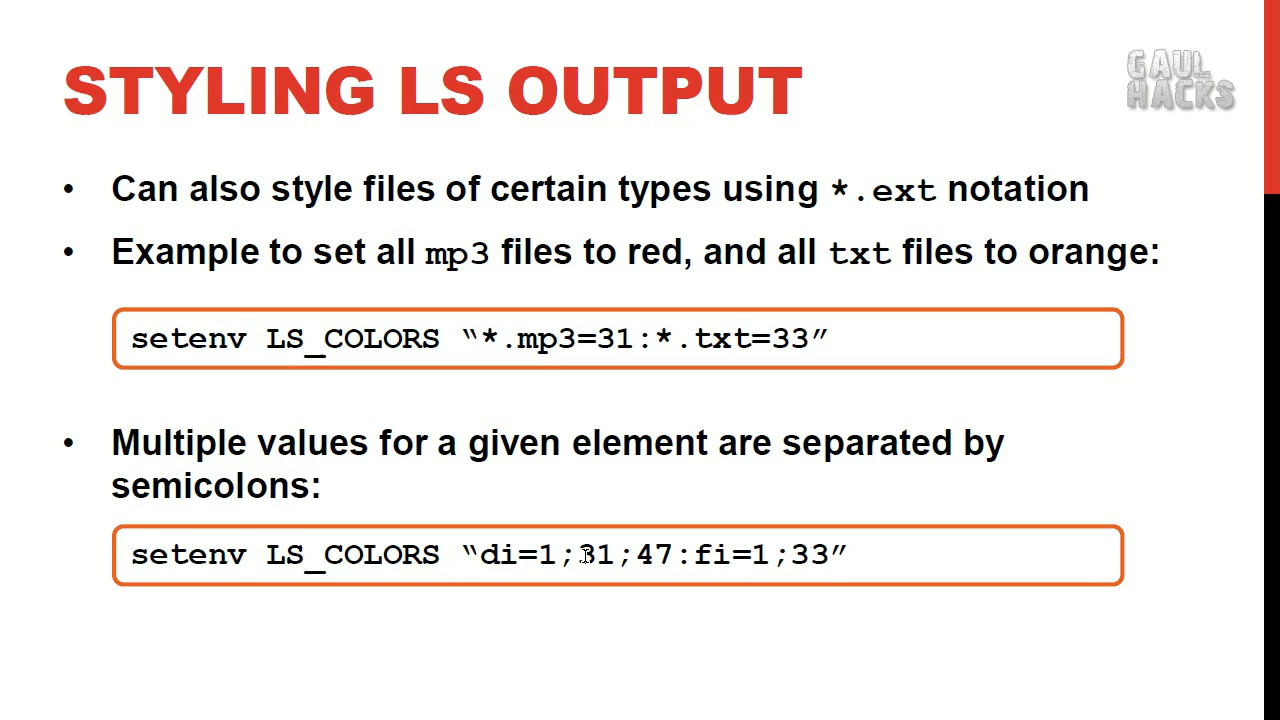 STYLING LS OUTPUT
GAUL
HACKS
• Can also style files of certain types using *.ext notation
• Example to set all mp3 files to red, and all txt files to orange:
setenv LS_COLORS “*.mp3=31:*.txt=33”
• Multiple values for a given element are separated by
semicolons:
setenv LS_COLORS “di=1;31;47:fi=1;33”